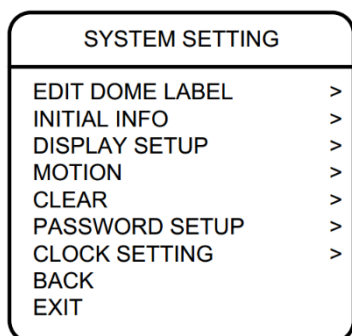 SYSTEM SETTING
EDIT DOME LABEL >
INITIAL INFO >
DISPLAY SETUP >
MOTION >
CLEAR >
PASSWORD SETUP >
CLOCK SETTING >
BACK
EXIT